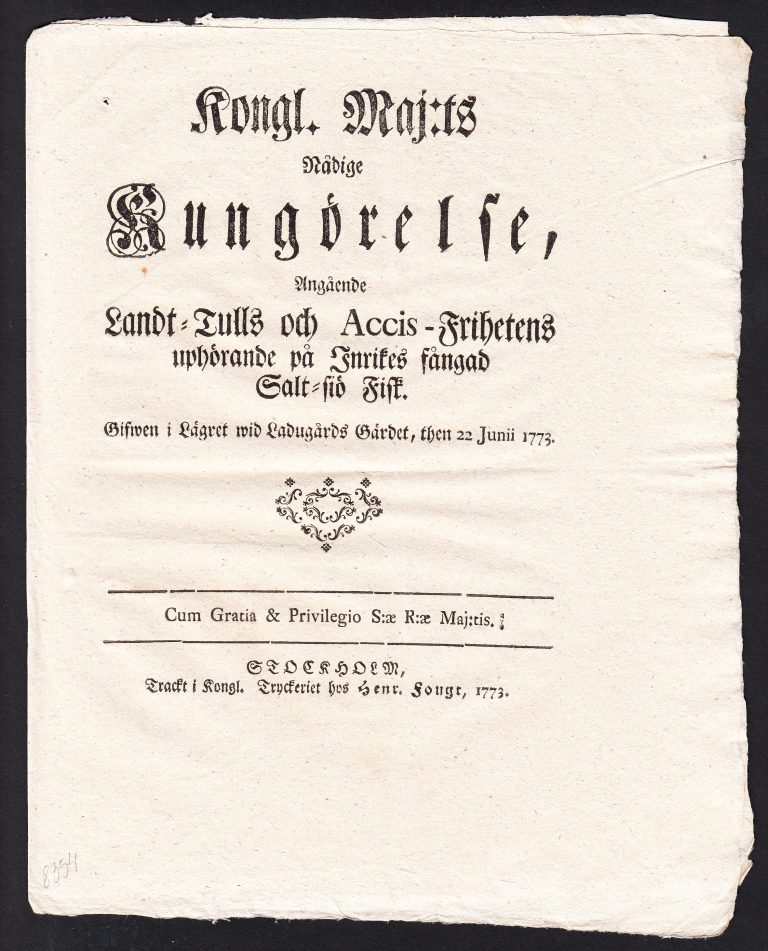 Kongl. Maj:ts
Nådige
Kungörelse,
Angående
Landt-Tulls och Accis-Frihetens
uphörande på Inrikes fångad
Salt-siö Fisk.
Gifwen i Lägret wid Ladugårds Gärdet, then 22 Junii 1773.
Cum Gratia & Privilegio S:æ R:æ Maj:tis.
STOCKHOLM,
Trackt i Kongl. Tryckeriet hos Henr. Fougt, 1773.
8354